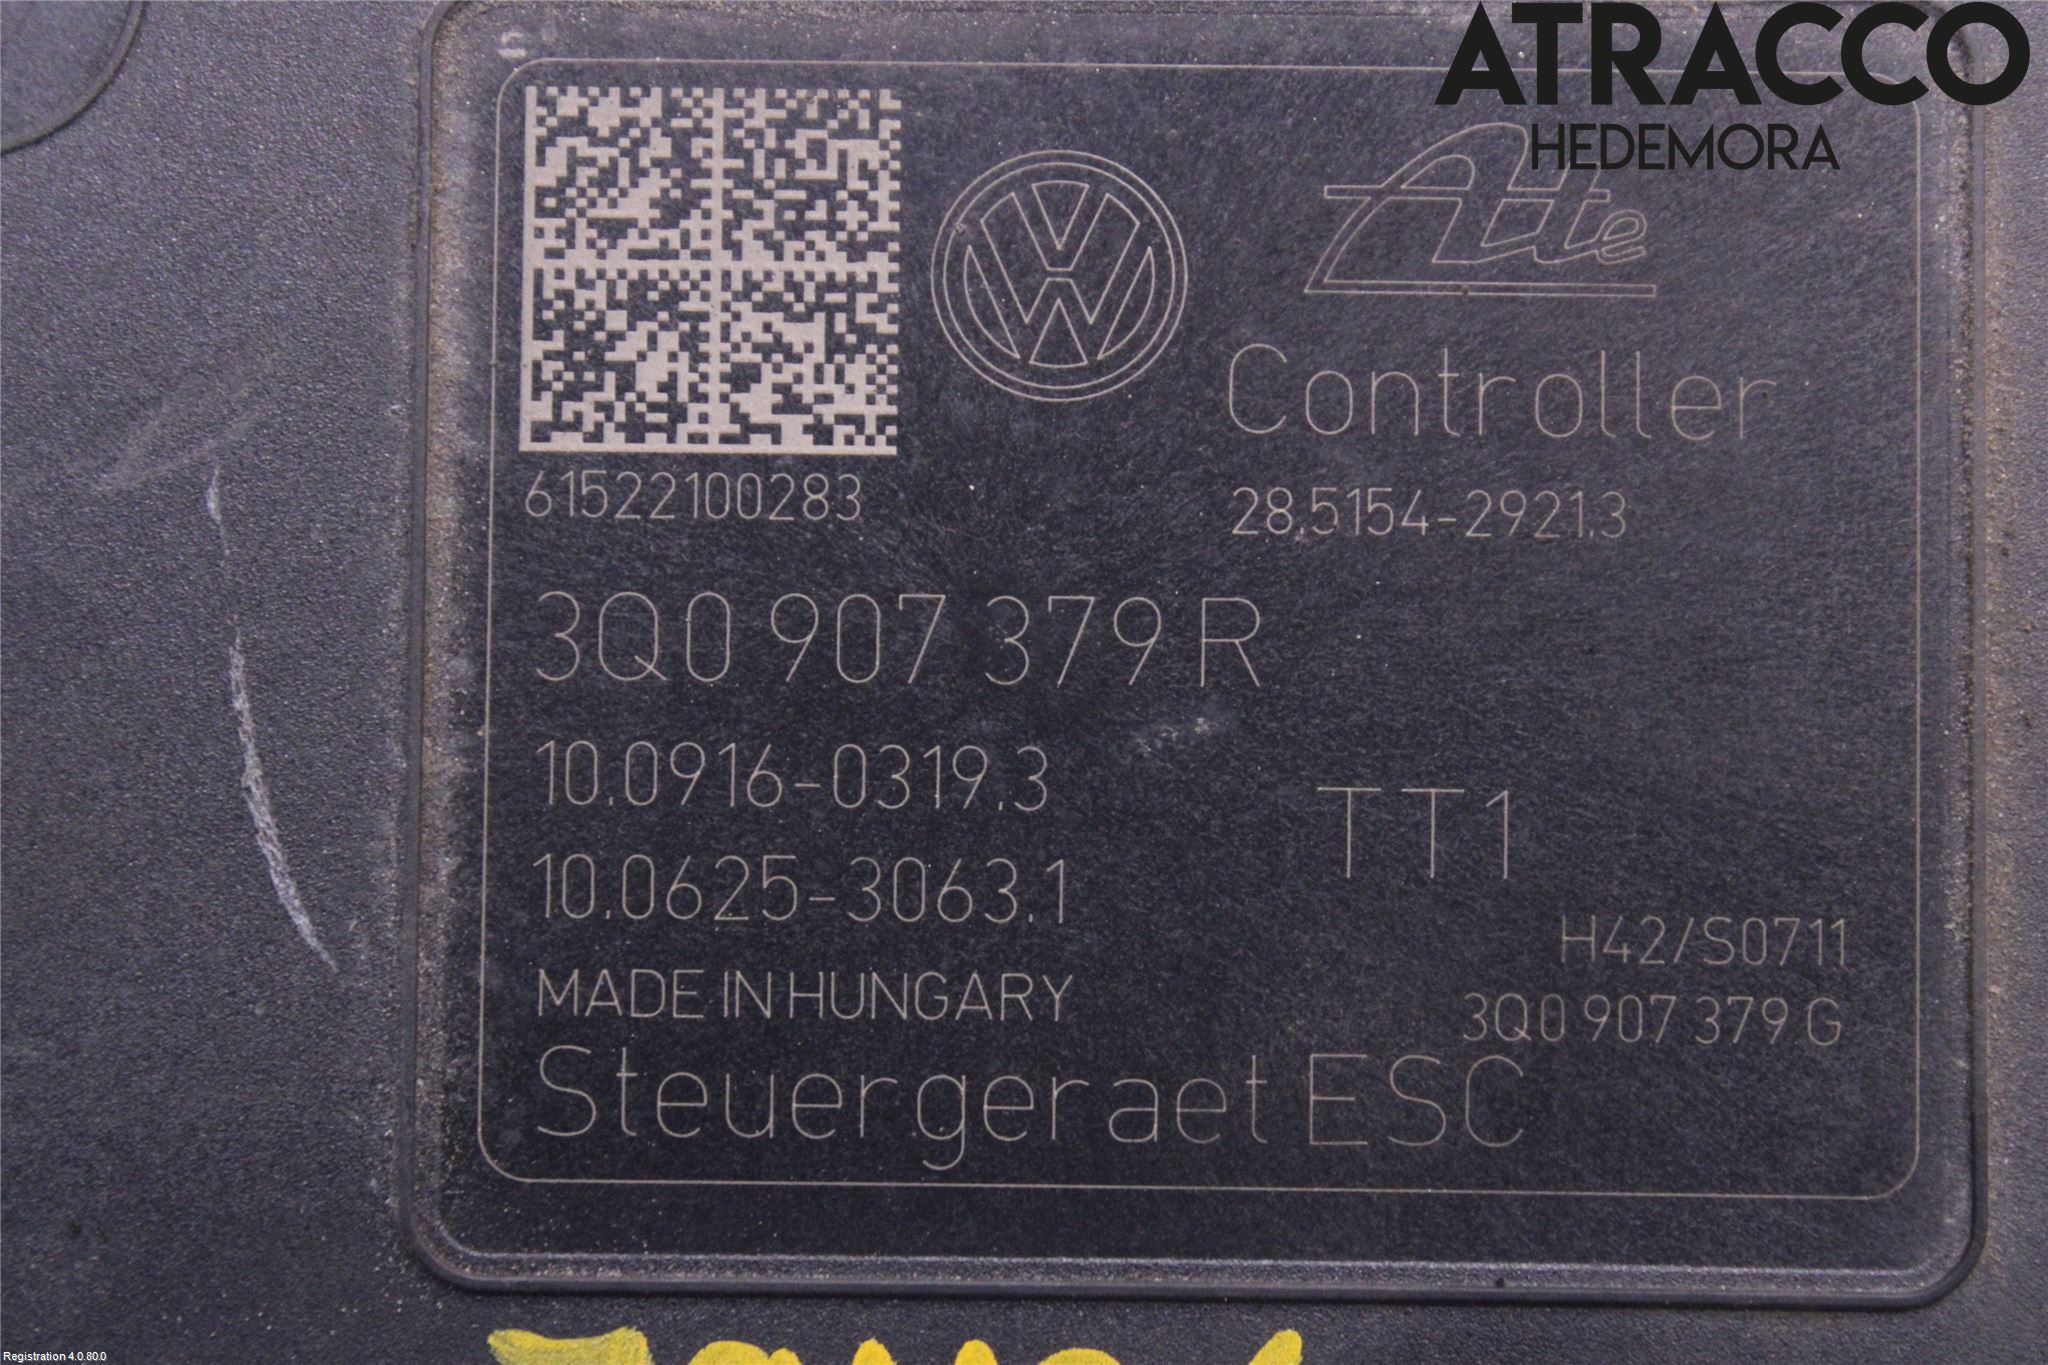 ATRACCO
HEDEMORA
Ate
Controller
61522100283
28.5154-2921.3
3Q0 907 379 R
10.0916-0319.3
TT1
10.0625-3063.1
H42/S0711
MADE IN HUNGARY
3Q0 907 379 G
Steuergeraet ESC
Registration 4.0.80.0